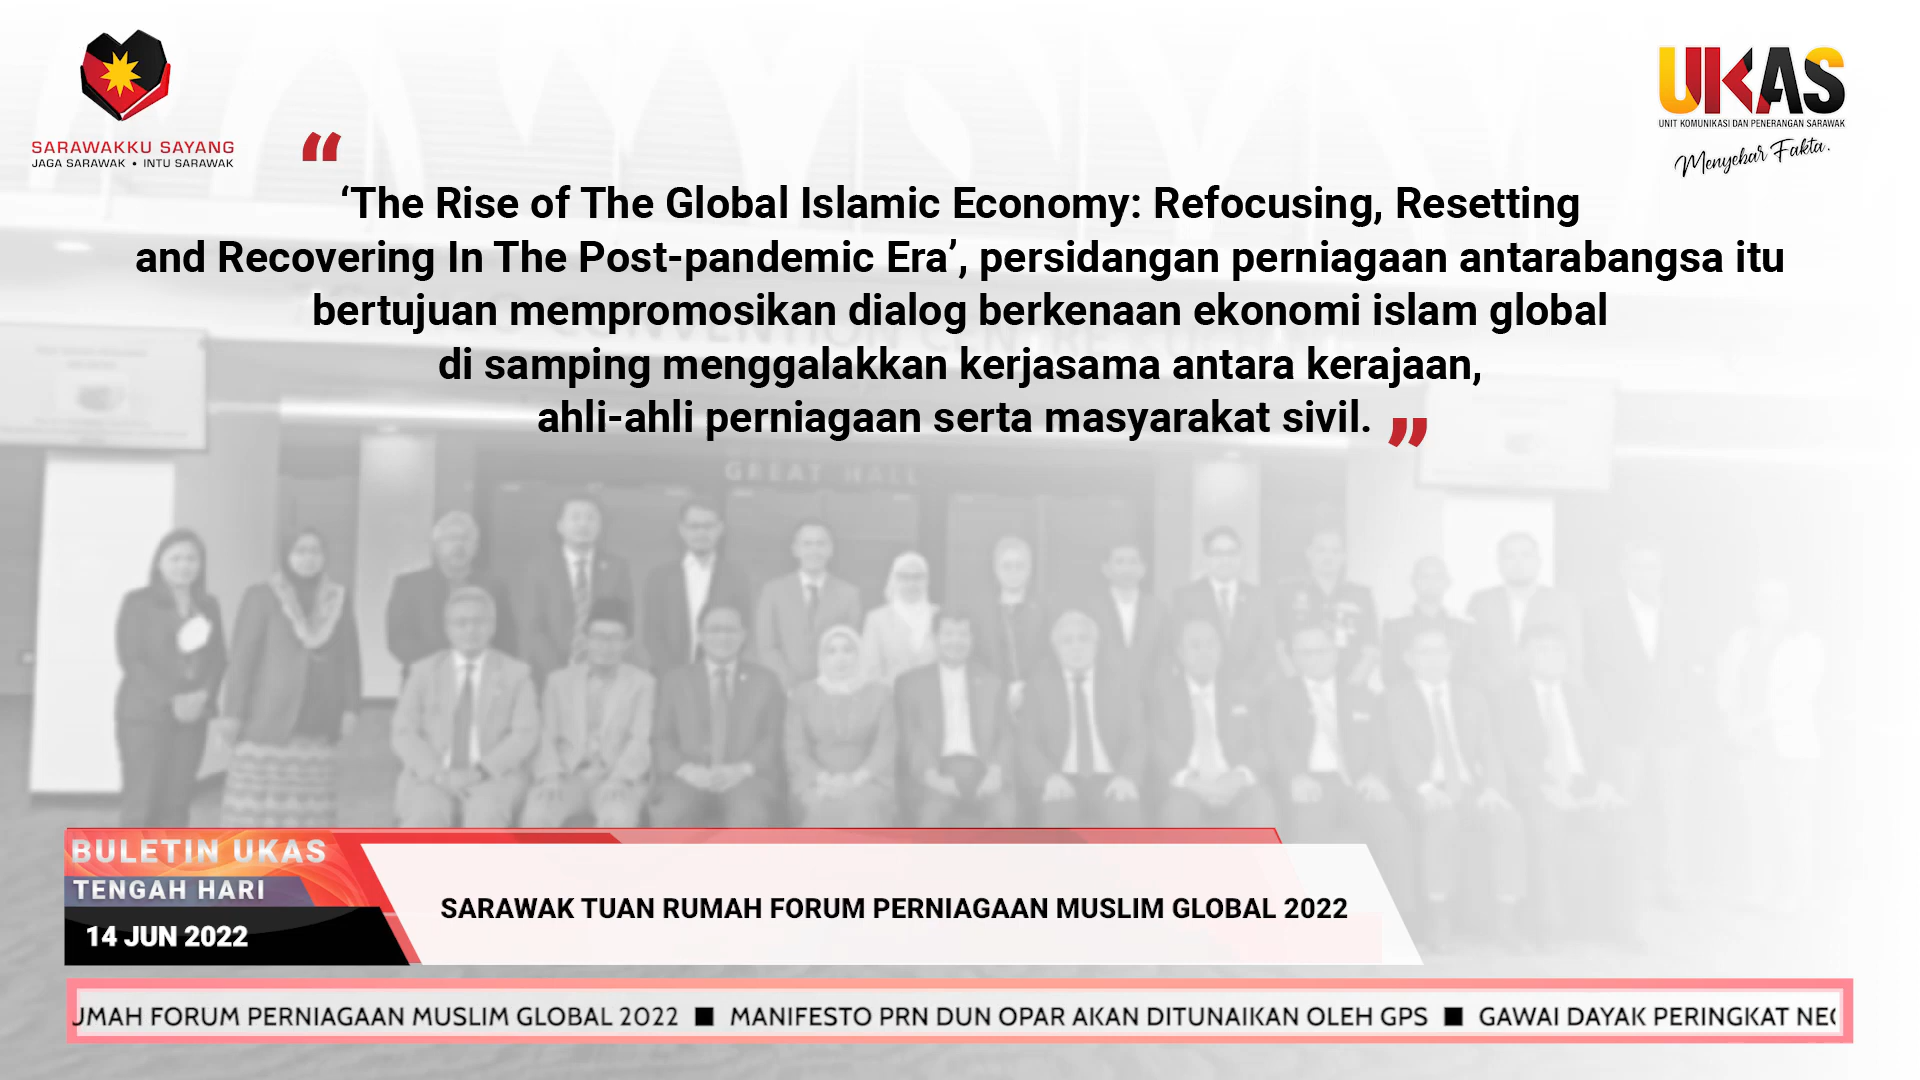 SARAWAKKU SAYANG
JAGA SARAWAK • INTU SARAWAK
UKAS
UNIT KOMUNIKASI DAN PENERANGAN SARAWAK
Menyebar Fakta.
“
‘The Rise of The Global Islamic Economy: Refocusing, Resetting
and Recovering In The Post-pandemic Era’, persidangan perniagaan antarabangsa itu
bertujuan mempromosikan dialog berkenaan ekonomi islam global
di samping menggalakkan kerjasama antara kerajaan,
ahli-ahli perniagaan serta masyarakat sivil. ”
GREAT HALL
BULETIN UKAS
TENGAH HARI
14 JUN 2022
SARAWAK TUAN RUMAH FORUM PERNIAGAAN MUSLIM GLOBAL 2022
UMAH FORUM PERNIAGAAN MUSLIM GLOBAL 2022 ■ MANIFESTO PRN DUN OPAR AKAN DITUNAIKAN OLEH GPS ■ GAWAI DAYAK PERINGKAT NEG